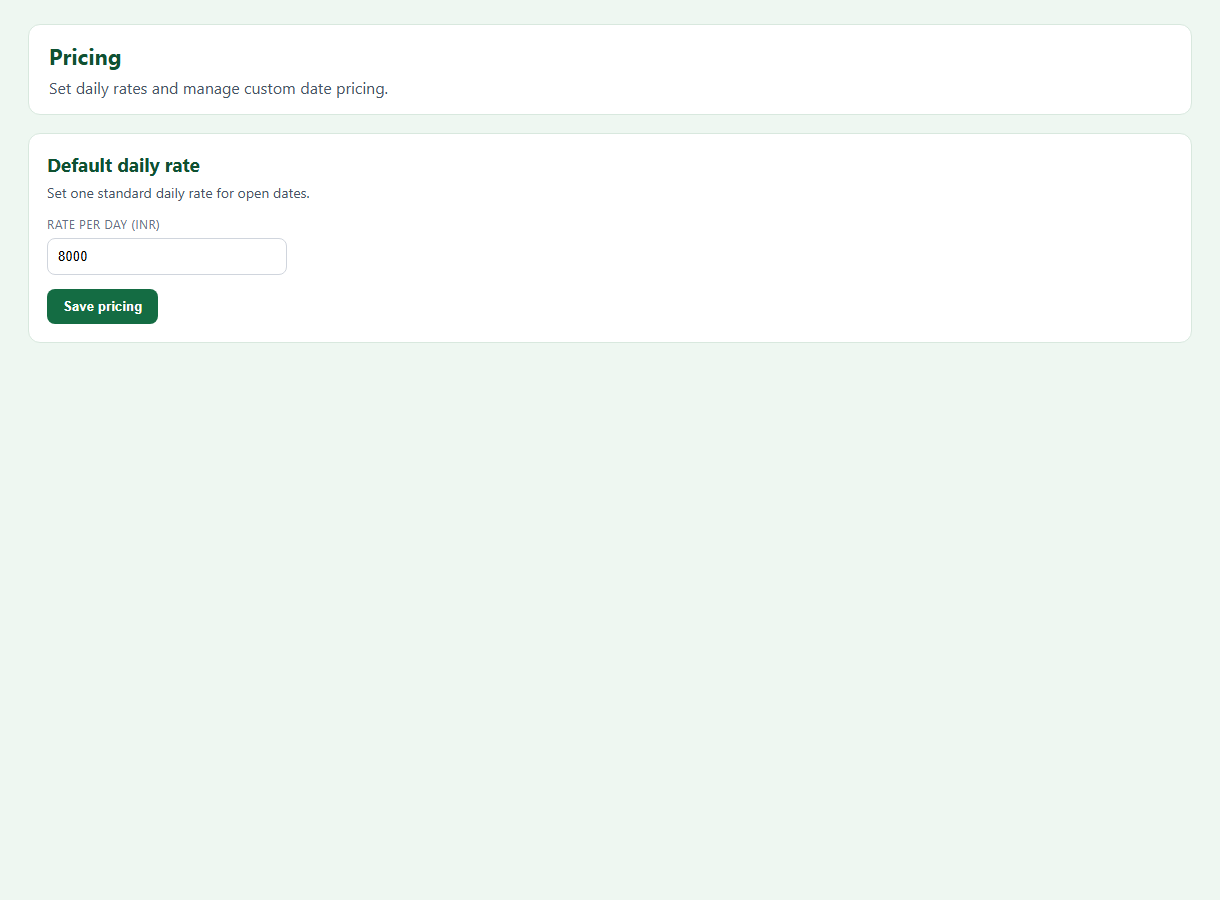 Pricing
Set daily rates and manage custom date pricing.
Default daily rate
Set one standard daily rate for open dates.
RATE PER DAY (INR)
8000
Save pricing